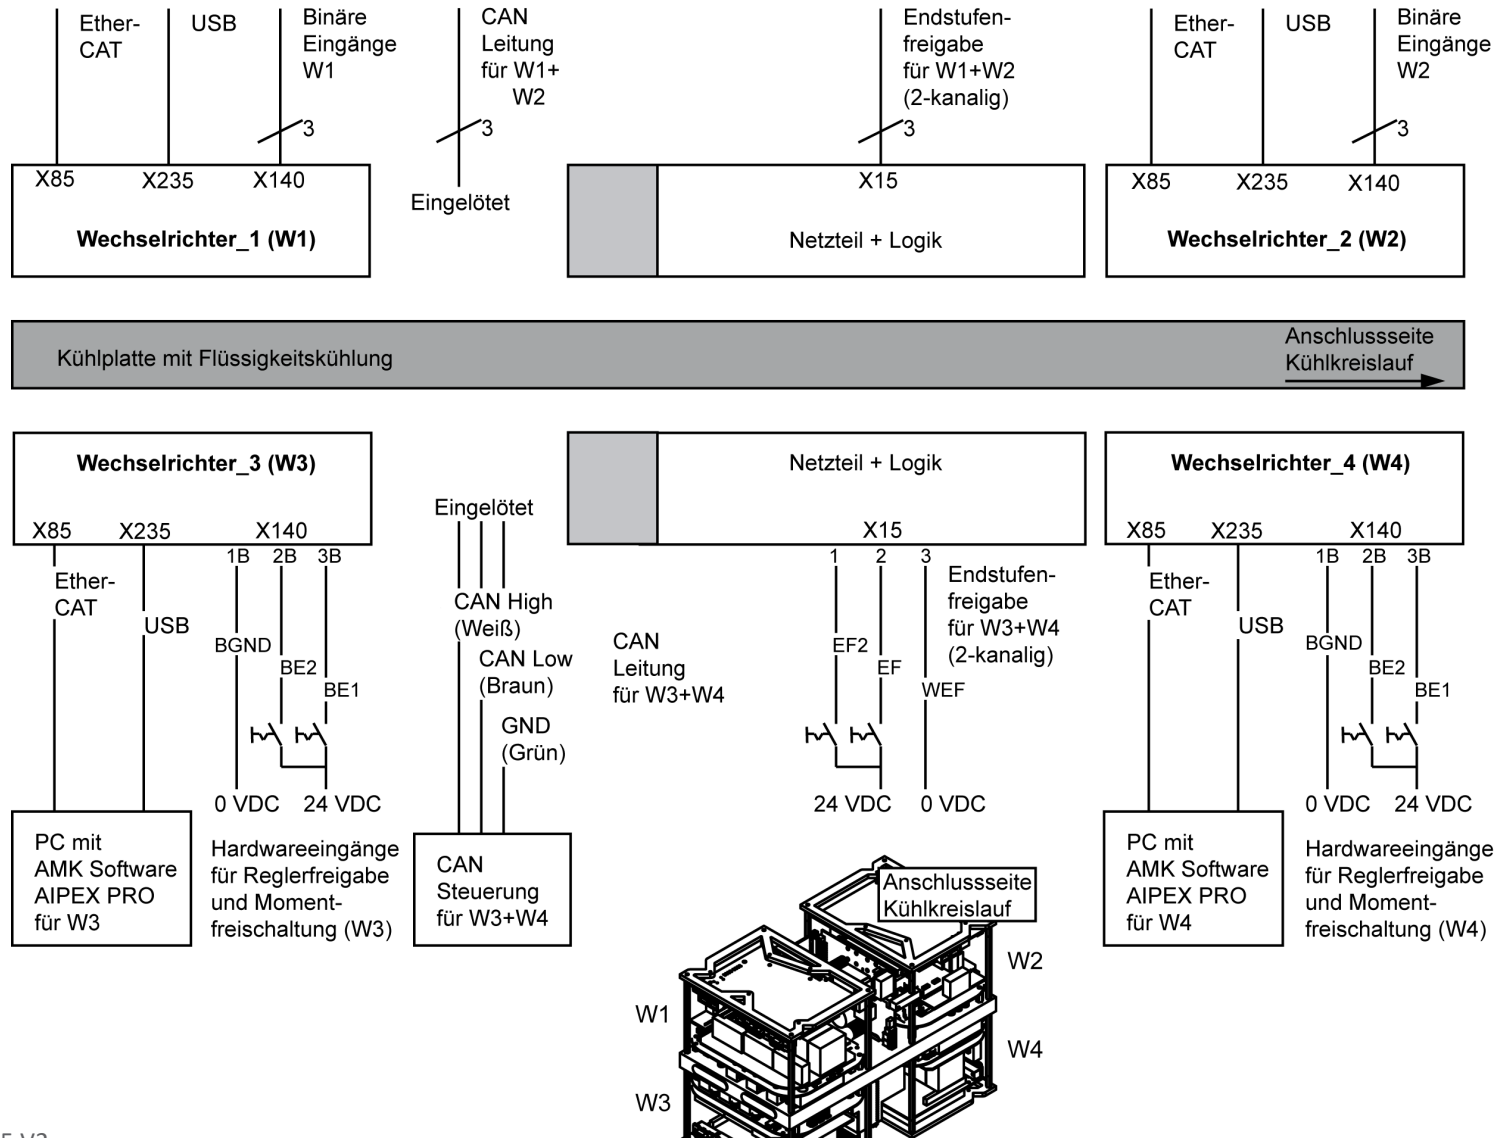 Ether-
CAT
USB
Binäre
Eingänge
W1
3
CAN
Leitung
für W1+
W2
3
Endstufen-
freigabe
für W1+W2
(2-kanalig)
3
Ether-
CAT
USB
Binäre
Eingänge
W2
3
X85 X235 X140
Wechselrichter_1 (W1)
Eingelötet
X15
Netzteil + Logik
X85 X235 X140
Wechselrichter_2 (W2)
Kühlplatte mit Flüssigkeitskühlung
Anschlussseite
Kühlkreislauf
Wechselrichter_3 (W3)
X85 X235 X140
1B 2B 3B
Ether-
CAT
USB
BGND
BE2
BE1
0 VDC 24 VDC
PC mit
AMK Software
AIPEX PRO
für W3
Hardwareeingänge
für Reglerfreigabe
und Moment-
freischaltung (W3)
Eingelötet
CAN High
(Weiß)
CAN Low
(Braun)
GND
(Grün)
CAN
Steuerung
für W3+W4
CAN
Leitung
für W3+W4
Netzteil + Logik
X15
1 2 3
Endstufen-
freigabe
für W3+W4
(2-kanalig)
EF2
EF
WEF
24 VDC 0 VDC
Wechselrichter_4 (W4)
X85 X235 X140
1B 2B 3B
Ether-
CAT
USB
BGND
BE2
BE1
0 VDC 24 VDC
PC mit
AMK Software
AIPEX PRO
für W4
Hardwareeingänge
für Reglerfreigabe
und Moment-
freischaltung (W4)
Anschlussseite
Kühlkreislauf
W2
W1
W4
W3